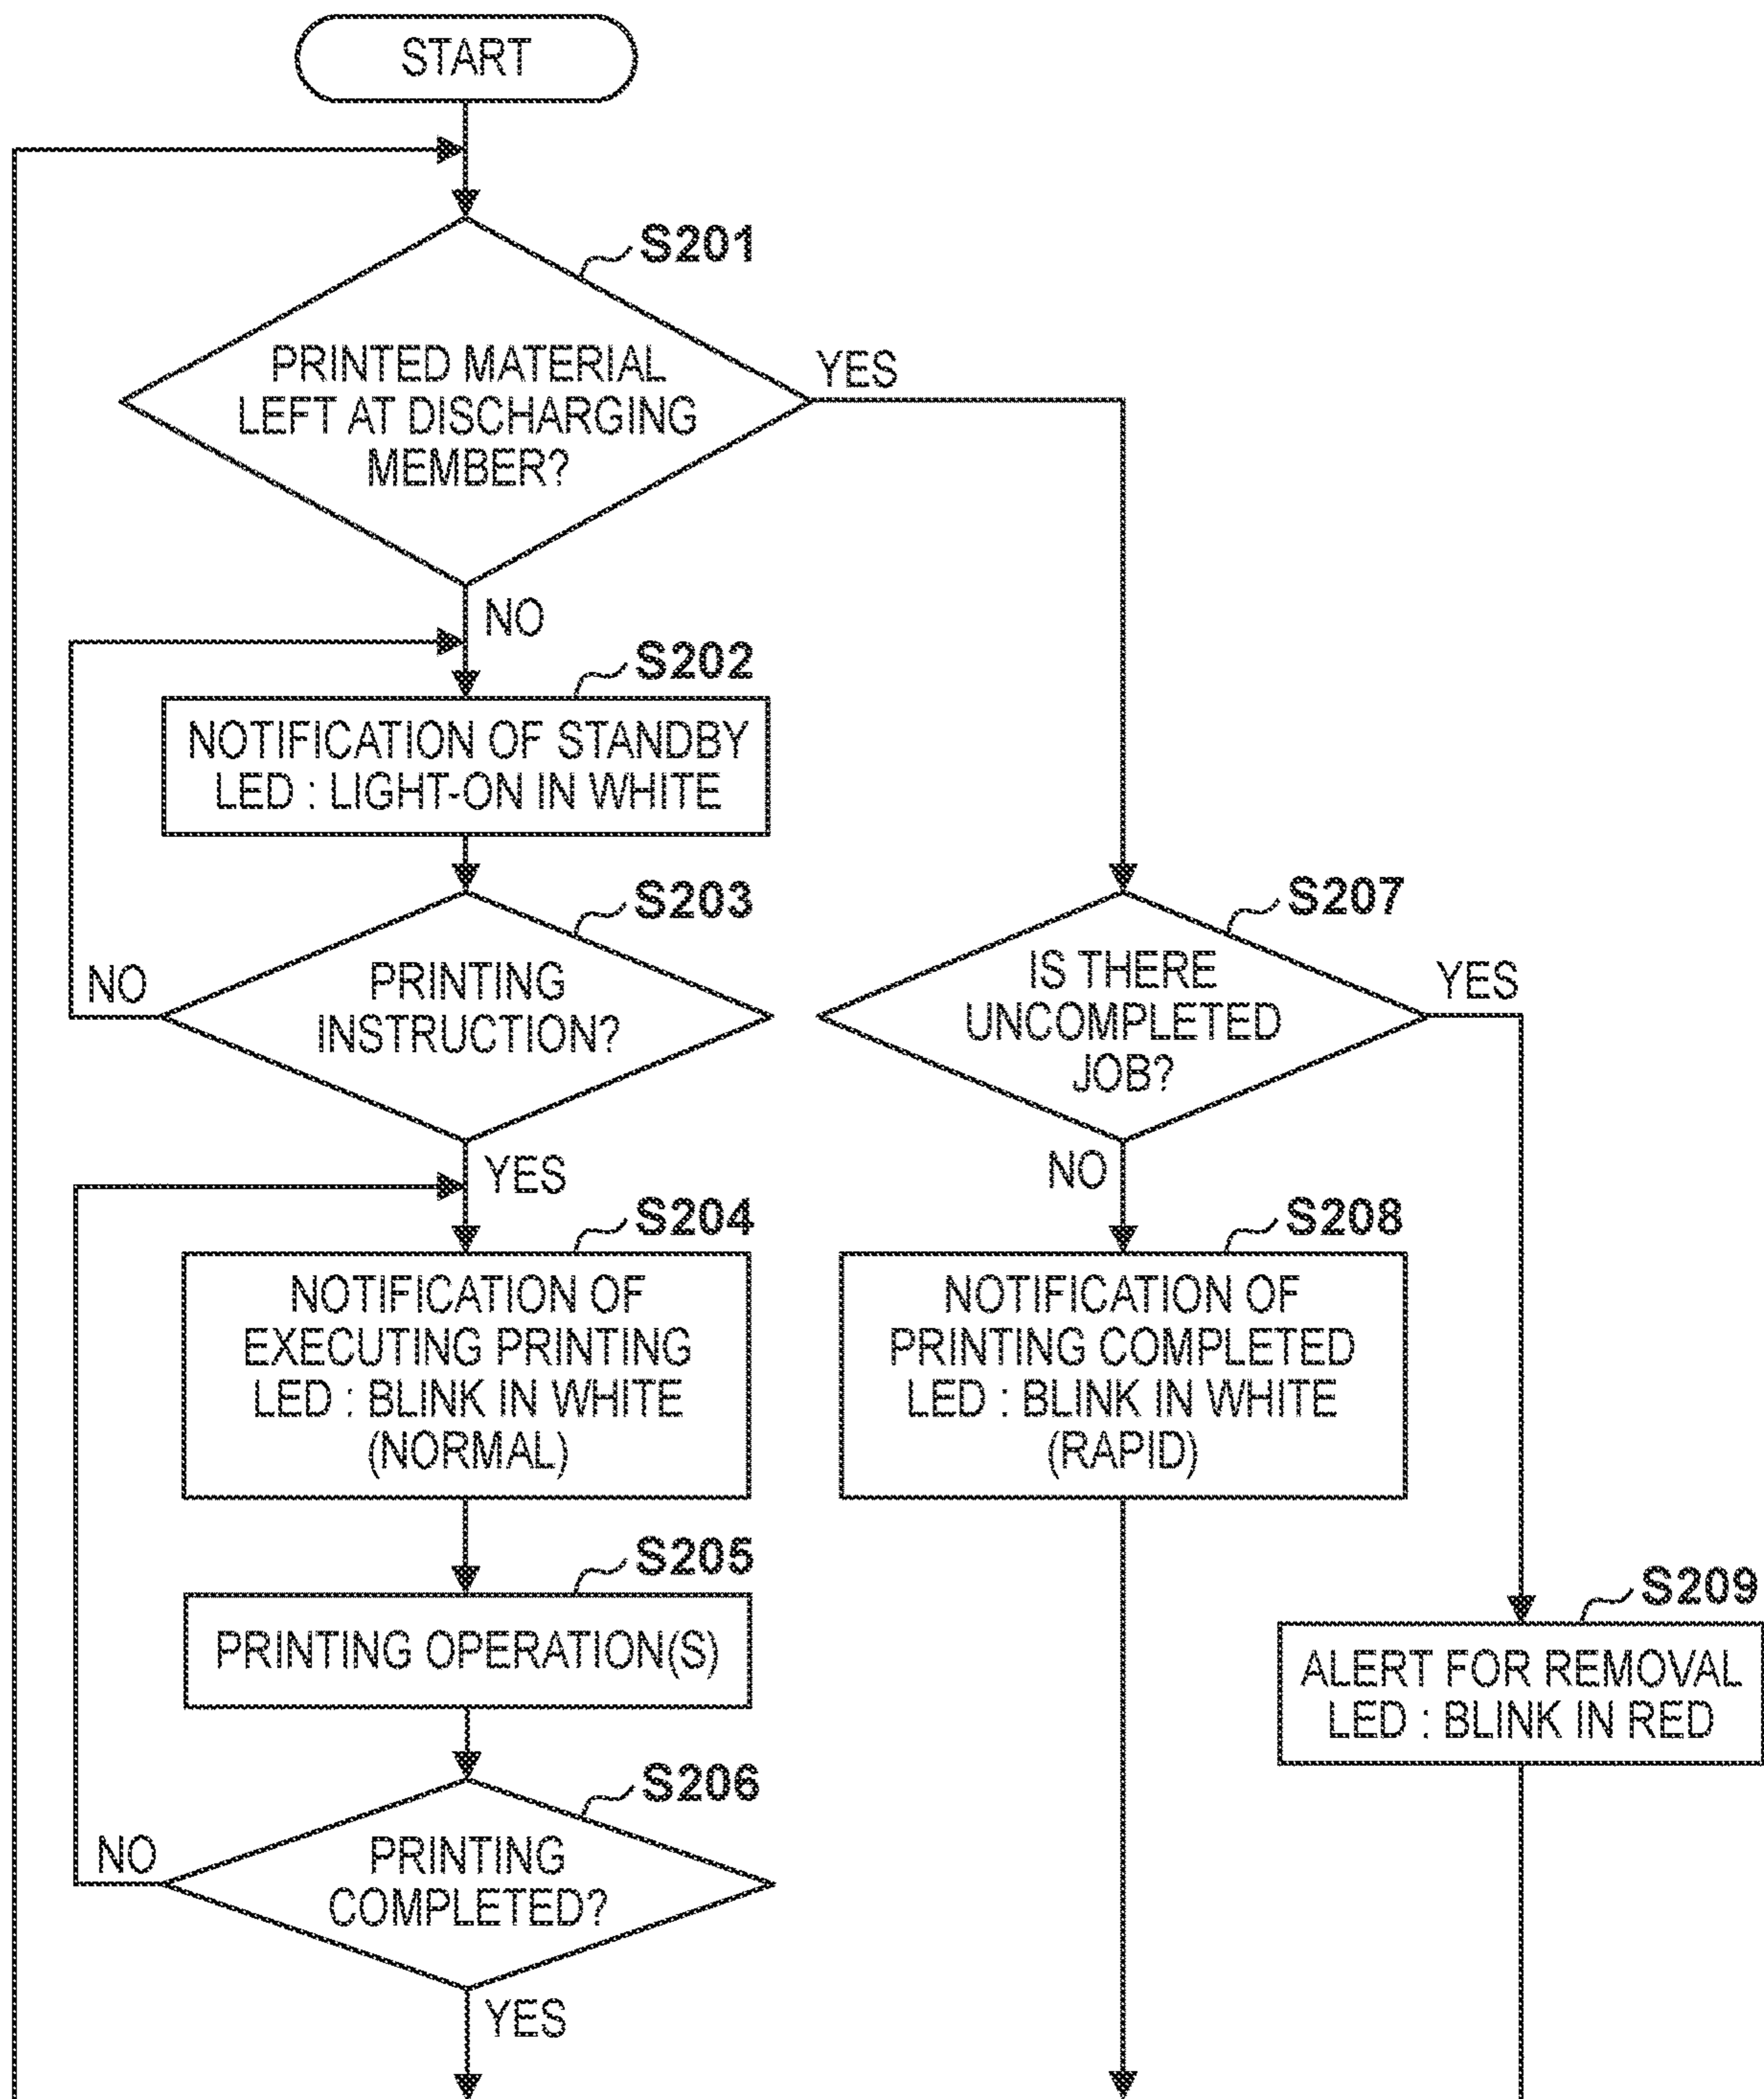 START
S201
PRINTED MATERIAL
LEFT AT DISCHARGING
MEMBER?
YES
NO
S202
NOTIFICATION OF STANDBY
LED : LIGHT-ON IN WHITE
S203
PRINTING
INSTRUCTION?
NO
YES
S207
IS THERE
UNCOMPLETED
JOB?
YES
NO
S204
NOTIFICATION OF
EXECUTING PRINTING
LED : BLINK IN WHITE
(NORMAL)
S208
NOTIFICATION OF
PRINTING COMPLETED
LED : BLINK IN WHITE
(RAPID)
S205
PRINTING OPERATION(S)
S209
ALERT FOR REMOVAL
LED : BLINK IN RED
S206
PRINTING
COMPLETED?
NO
YES